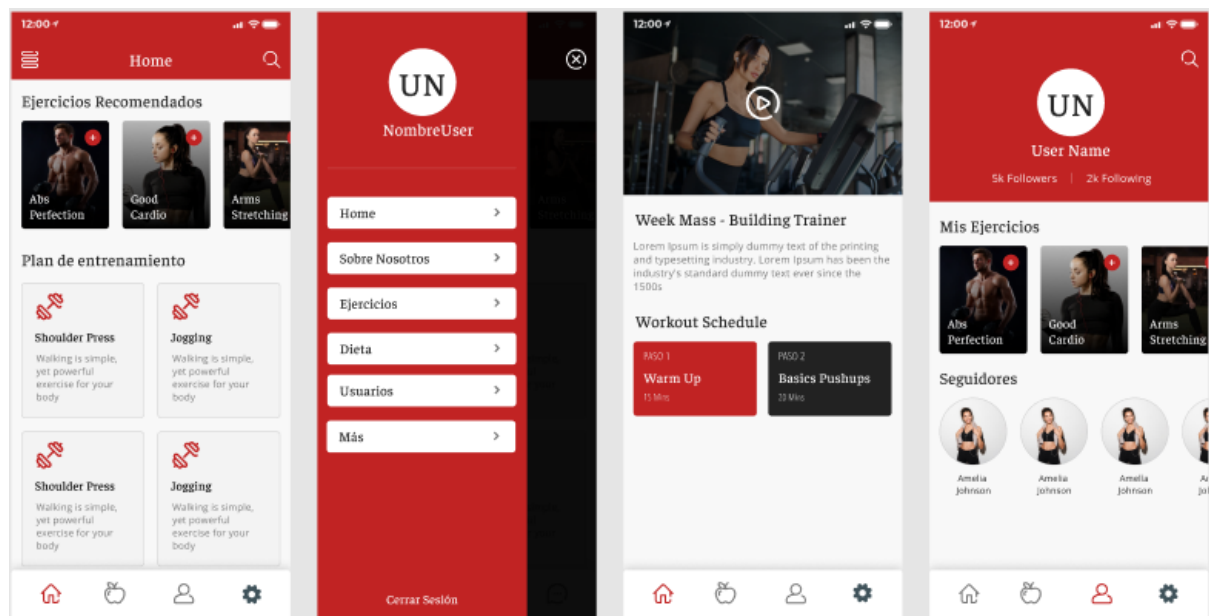 12:00
Home
Ejercicios Recomendados
Abs
Perfection
Good
Cardio
Arms
Stretching
Plan de entrenamiento
Shoulder Press
Walking is simple,
yet powerful
exercise for your
body
Jogging
Walking is simple,
yet powerful
exercise for your
body
Shoulder Press
Walking is simple,
yet powerful
exercise for your
body
Jogging
Walking is simple,
yet powerful
exercise for your
body
UN
NombreUser
Home
Sobre Nosotros
Ejercicios
Dieta
Usuarios
Más
Cerrar Sesión
12:00
Week Mass - Building Trainer
Lorem Ipsum is simply dummy text of the printing
and typesetting industry. Lorem Ipsum has been the
industry's standard dummy text ever since the
1500s
Workout Schedule
PASO 1
Warm Up
15 Mins
PASO 2
Basics Pushups
20 Mins
12:00
UN
User Name
5k Followers
2k Following
Mis Ejercicios
Abs
Perfection
Good
Cardio
Arms
Stretching
Seguidores
Amelia
Johnson
Amelia
Johnson
Amelia
Johnson